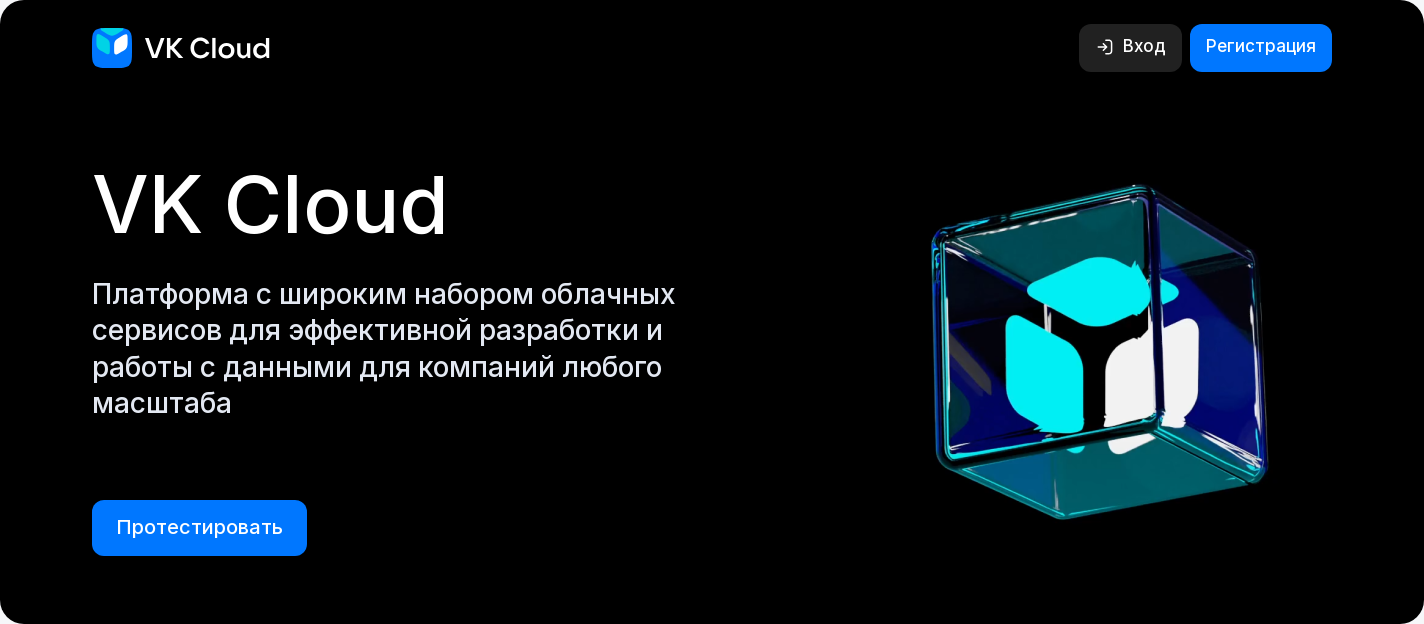 VK Cloud
Вход
Регистрация
VK Cloud
Платформа с широким набором облачных
сервисов для эффективной разработки и
работы с данными для компаний любого
масштаба
Протестировать